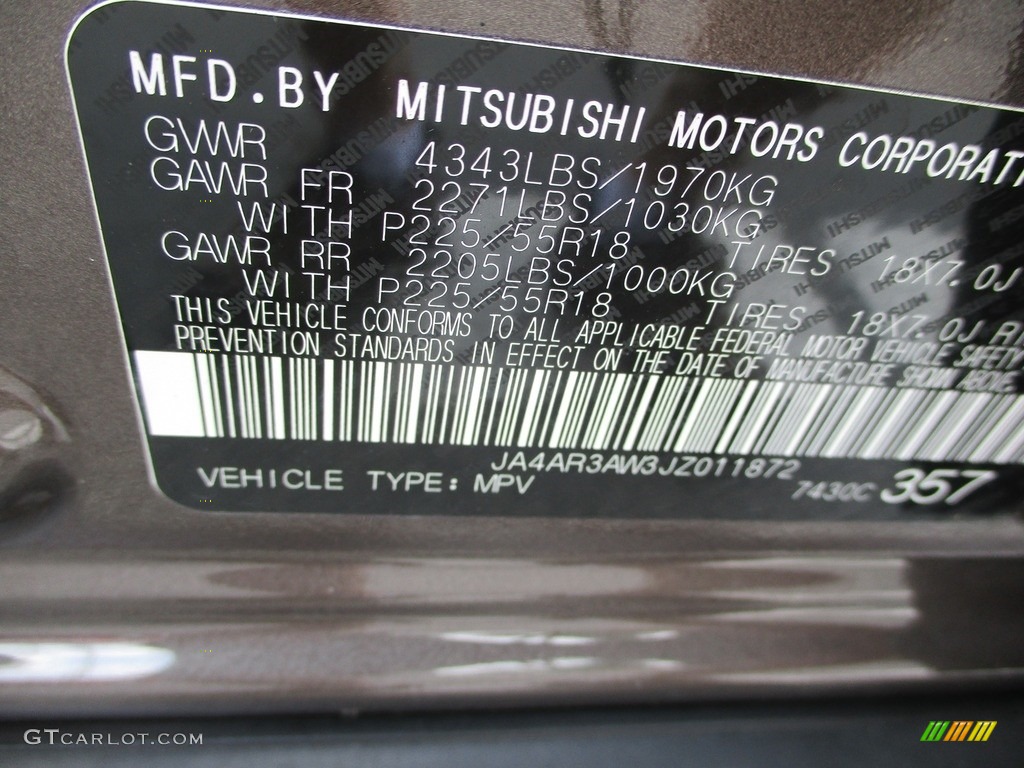 MFD.BY MITSUBISHI MOTORS CORPORATI
GVWR 4343LBS/1970KG
GAWR FR 2271LBS/1030KG
WITH P225/55R18 TIRES 18X7.0J
GAWR RR 2205LBS/1000KG
WITH P225/55R18 TIRES 18X7.0J RI
THIS VEHICLE CONFORMS TO ALL APPLICABLE FEDERAL MOTOR VEHICLE SAFETY
PREVENTION STANDARDS IN EFFECT ON THE DATE OF MANUFACTURE SHOWN ABOVE
JA4AR3AW3JZ011872
VEHICLE TYPE: MPV 7430C 357
GTCARLOT.COM